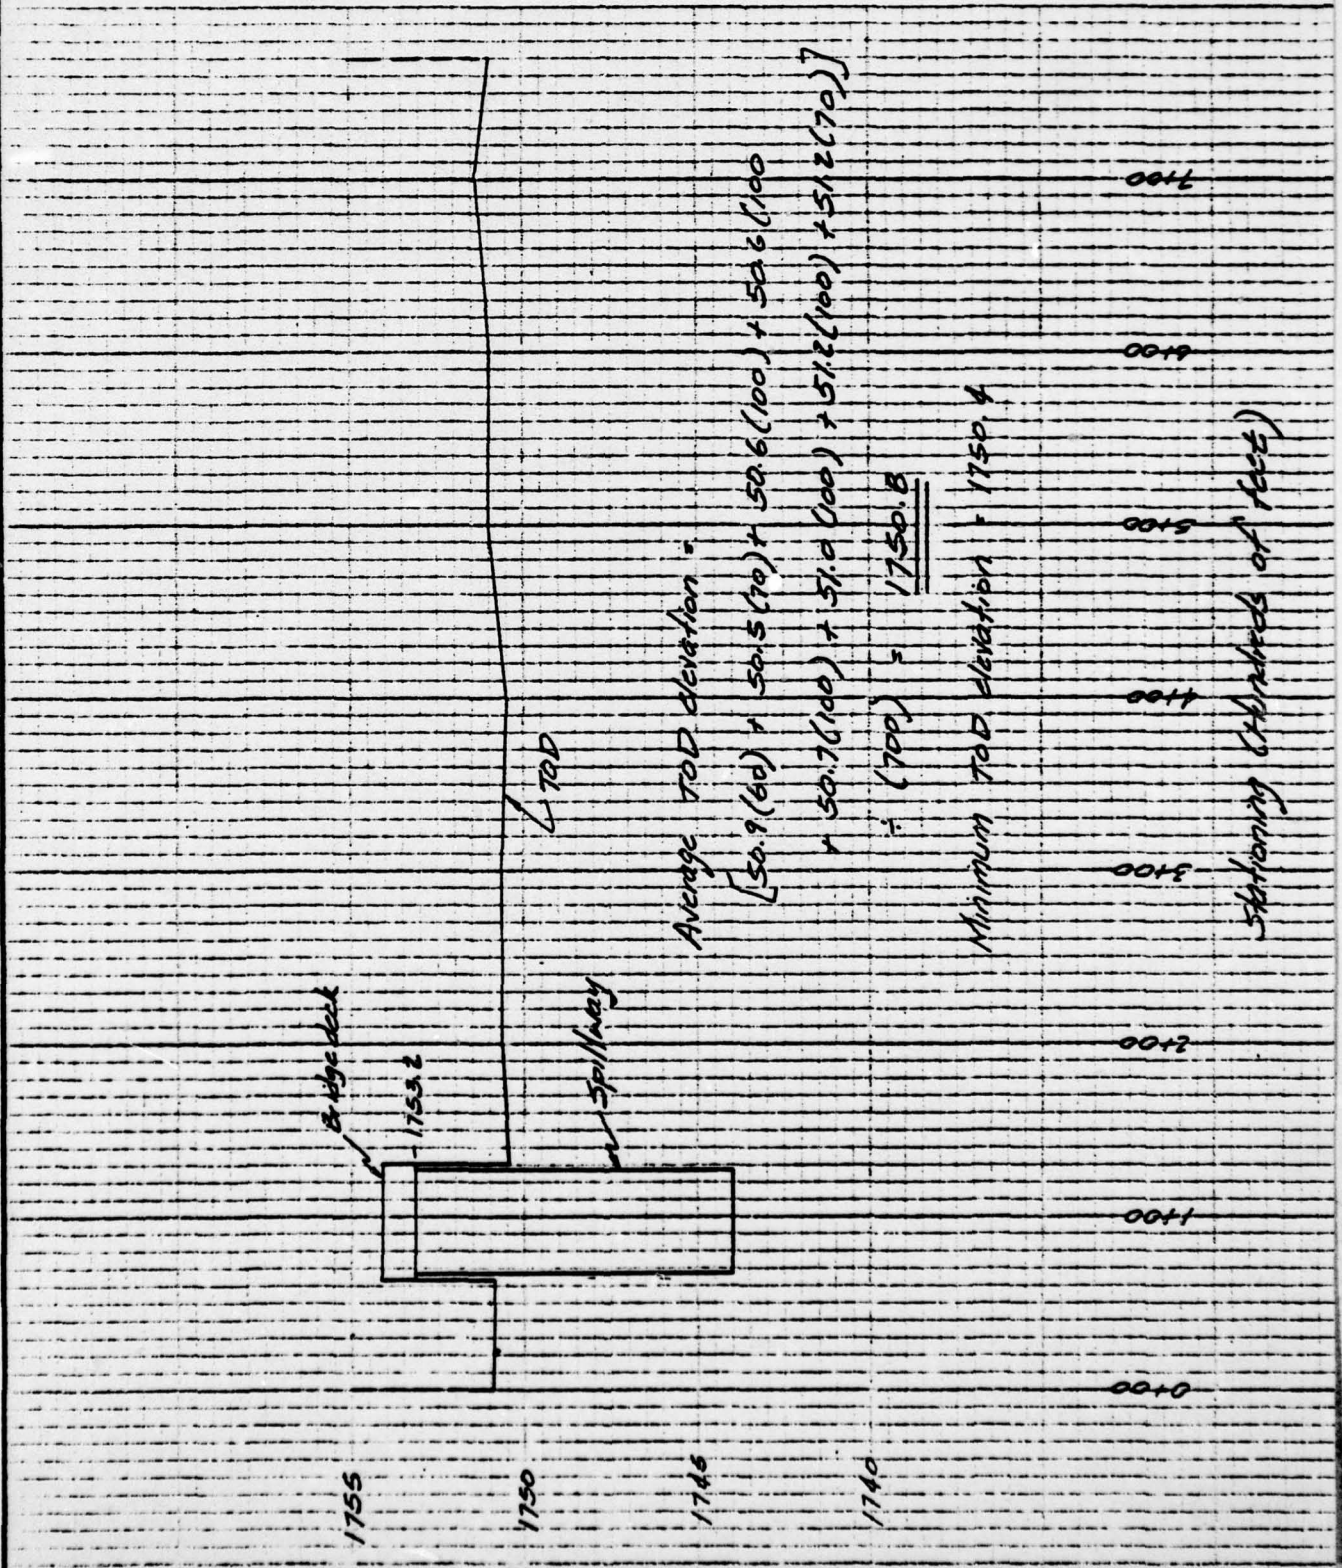 Bridge deck
1753.2
TOD
Spillway
1755
1750
1745
1740
Average TOD elevation =
[50.9(60) + 50.5(70) + 50.6(100) + 50.6(100
+ 50.7(100) + 51.0(100) + 51.2(100) + 51.2(70)]
÷ (700) = 1750.8
Minimum TOD elevation = 1750.4
0+00
1+00
2+00
3+00
4+00
5+00
6+00
7+00
Stationing (Hundreds of feet)